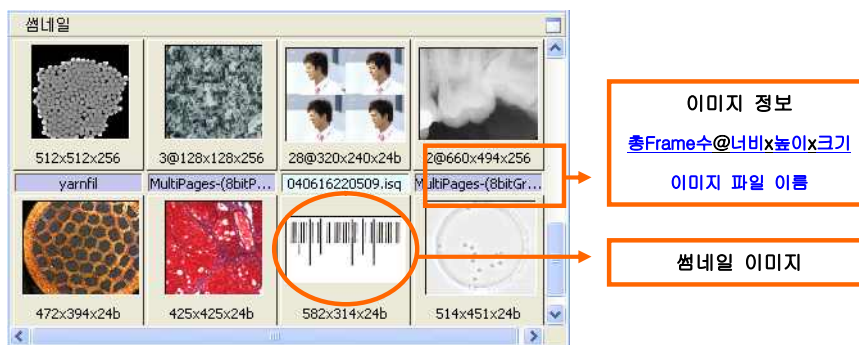 썸네일
512x512x256
3@128x128x256
28@320x240x24b
2@660x494x256
yarnfil
MultiPages-(8bitP...
040616220509.isq
MultiPages-(8bitGr...
472x394x24b
425x425x24b
582x314x24b
514x451x24b
이미지 정보
총Frame수@너비x높이x크기
이미지 파일 이름
썸네일 이미지